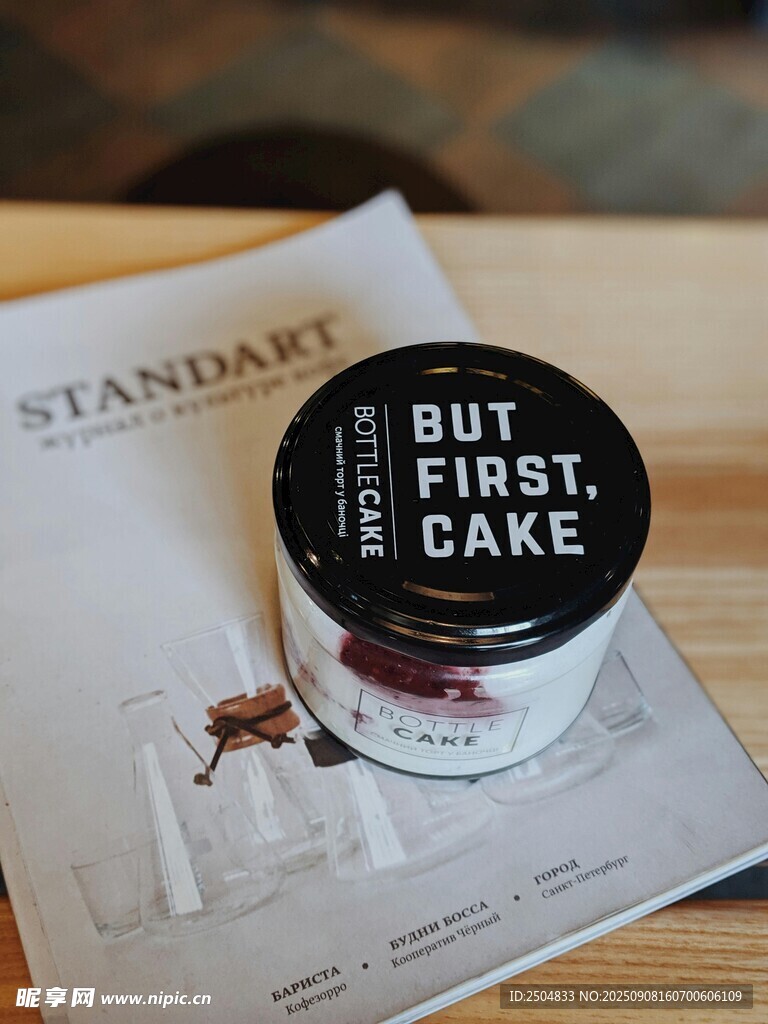 STANDART
журнал о культуре кофе
BUT
FIRST,
CAKE
BOTTLECAKE
смачний торт у баночці
BOTTLE
CAKE
СМАЧНИЙ ТОРТ У БАНОЧЦІ
БАРИСТА
Кофезорро
•
БУДНИ БОССА
Кооператив Чёрный
•
ГОРОД
Санкт-Петербург
昵享网 www.nipic.cn
ID:2504833 NO:20250908160700606109